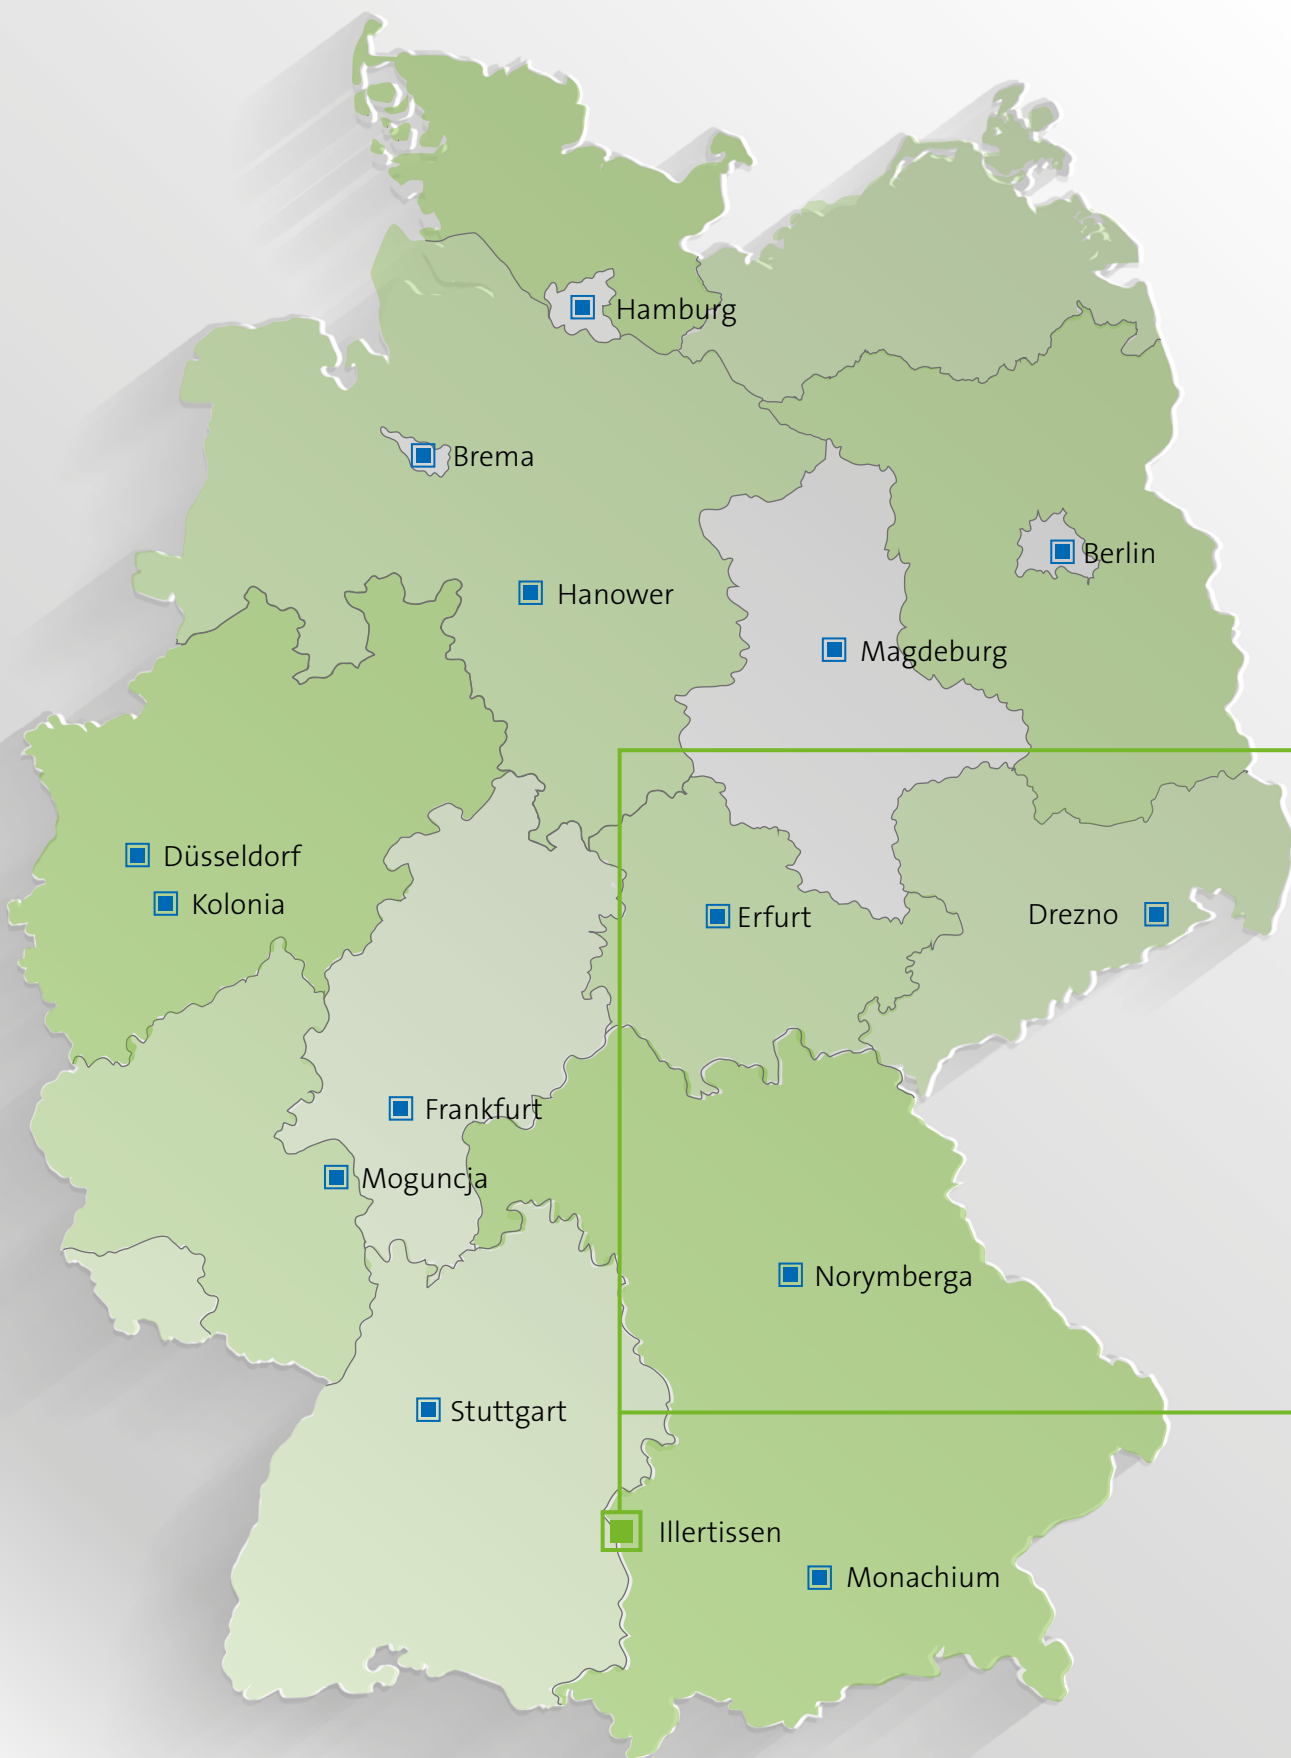 Hamburg
Brema
Berlin
Hanower
Magdeburg
Düsseldorf
Kolonia
Erfurt
Drezno
Frankfurt
Moguncja
Norymberga
Stuttgart
Illertissen
Monachium